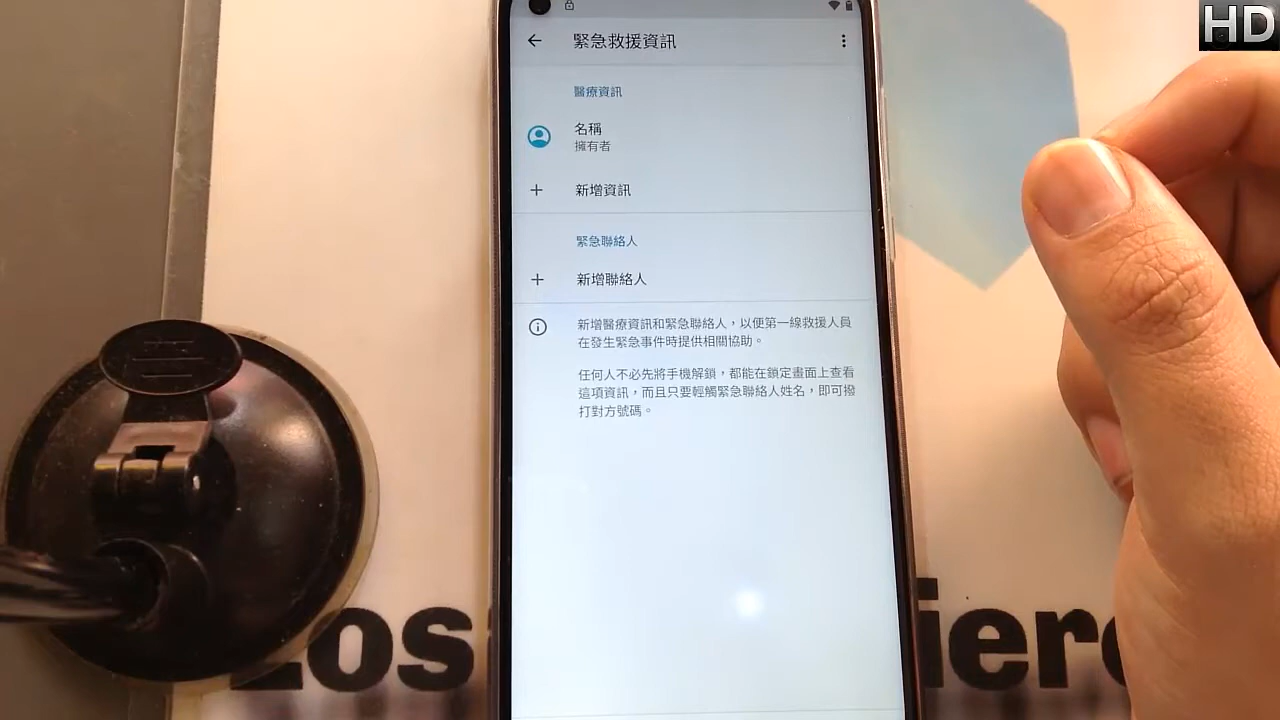 HD
緊急救援資訊
醫療資訊
名稱
擁有者
新增資訊
緊急聯絡人
新增聯絡人
新增醫療資訊和緊急聯絡人，以便第一線救援人員
在發生緊急事件時提供相關協助。
任何人不必先將手機解鎖，都能在鎖定畫面上查看
這項資訊，而且只要輕觸緊急聯絡人姓名，即可撥
打對方號碼。
Los